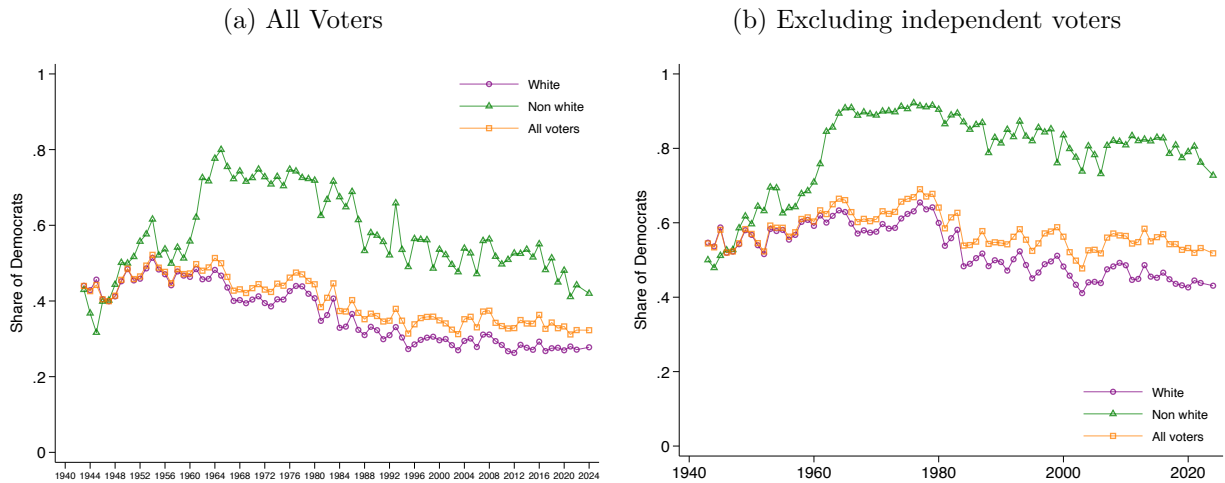 (a) All Voters
1
.8
.6
.4
.2
0
Share of Democrats
White
Non white
All voters
1940 1944 1948 1952 1956 1960 1964 1968 1972 1976 1980 1984 1988 1992 1996 2000 2004 2008 2012 2016 2020 2024
(b) Excluding independent voters
1
.8
.6
.4
.2
0
Share of Democrats
White
Non white
All voters
1940 1960 1980 2000 2020